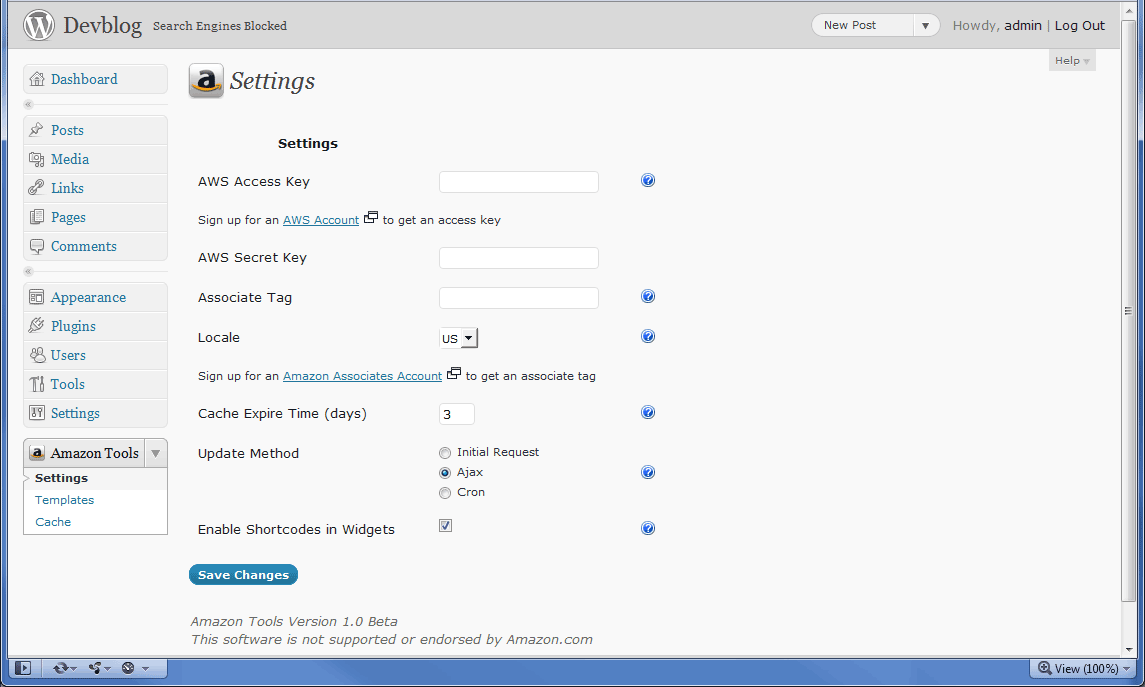 Devblog Search Engines Blocked New Post Howdy, admin | Log Out
Help
Dashboard
Posts
Media
Links
Pages
Comments
Appearance
Plugins
Users
Tools
Settings
a Amazon Tools
Settings
Templates
Cache
a Settings
Settings
AWS Access Key
Sign up for an AWS Account to get an access key
AWS Secret Key
Associate Tag
Locale US
Sign up for an Amazon Associates Account to get an associate tag
Cache Expire Time (days) 3
Update Method Initial Request
Ajax
Cron
Enable Shortcodes in Widgets
Save Changes
Amazon Tools Version 1.0 Beta
This software is not supported or endorsed by Amazon.com
View (100%)